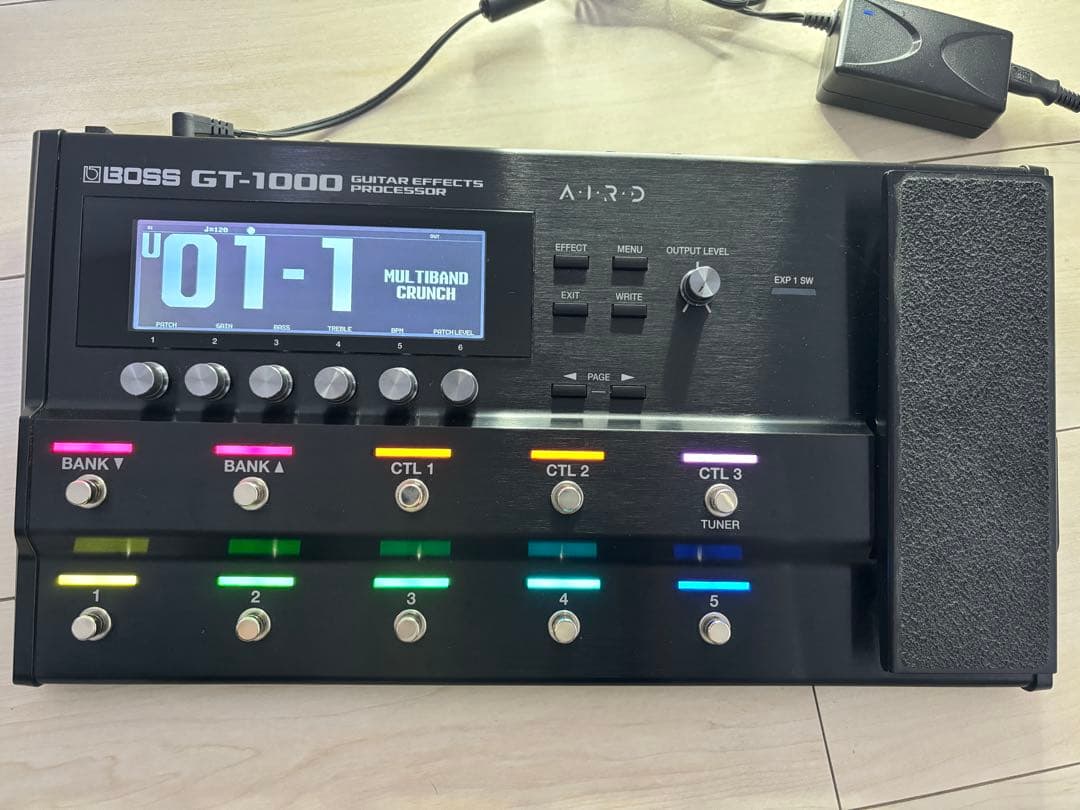 BOSS GT-1000 GUITAR EFFECTS PROCESSOR
A·I·R·D
♩=120
OUT
U01-1
MULTIBAND
CRUNCH
PATCH GAIN BASS TREBLE BPM PATCH LEVEL
1 2 3 4 5 6
EFFECT MENU OUTPUT LEVEL
EXIT WRITE
EXP 1 SW
◀ PAGE ▶
BANK ▼ BANK ▲ CTL 1 CTL 2 CTL 3
TUNER
1 2 3 4 5